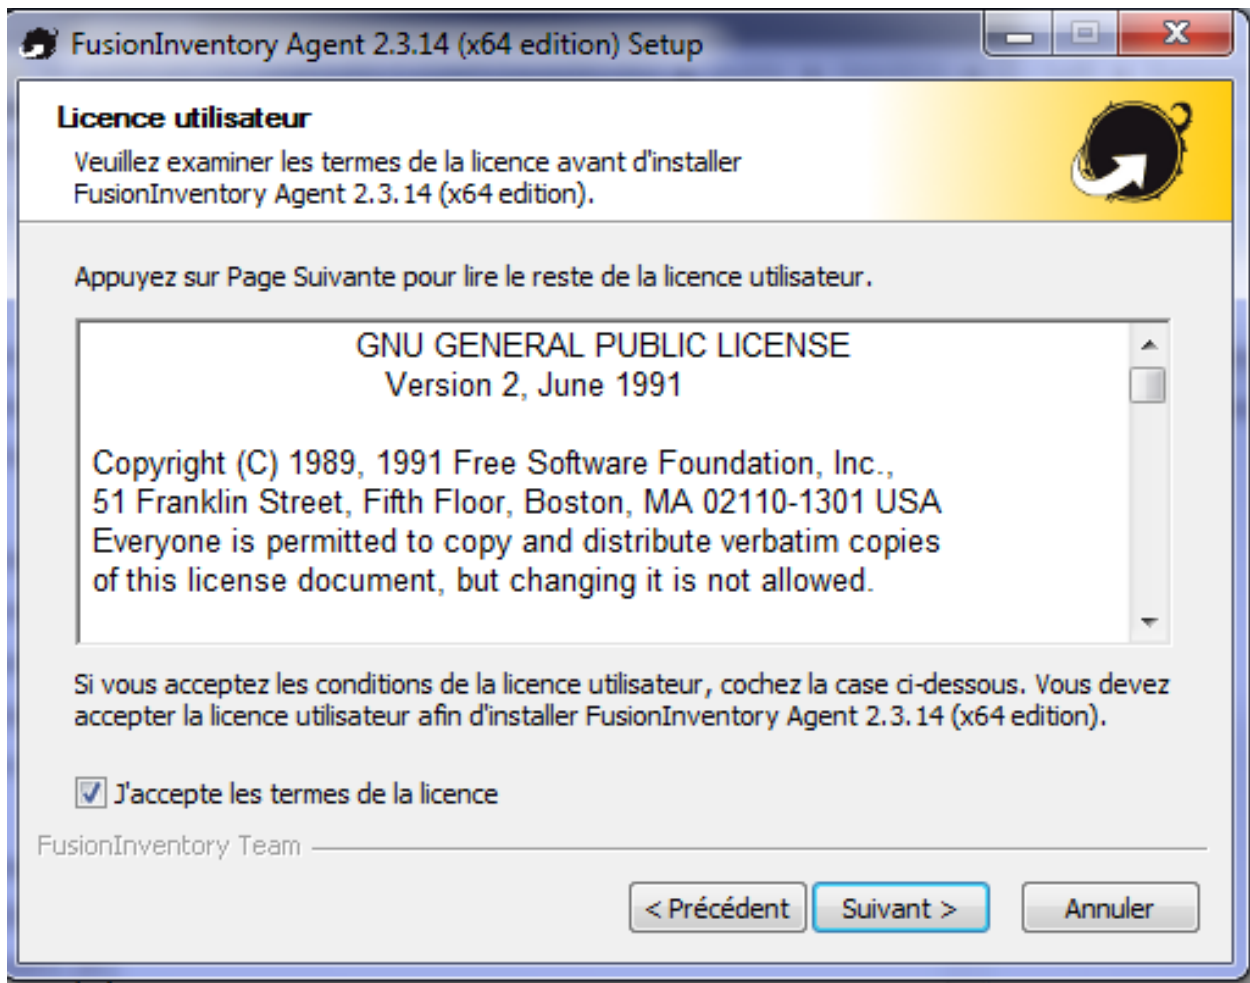 FusionInventory Agent 2.3.14 (x64 edition) Setup
Licence utilisateur
Veuillez examiner les termes de la licence avant d'installer
FusionInventory Agent 2.3.14 (x64 edition).
Appuyez sur Page Suivante pour lire le reste de la licence utilisateur.
GNU GENERAL PUBLIC LICENSE
Version 2, June 1991
Copyright (C) 1989, 1991 Free Software Foundation, Inc.,
51 Franklin Street, Fifth Floor, Boston, MA 02110-1301 USA
Everyone is permitted to copy and distribute verbatim copies
of this license document, but changing it is not allowed.
Si vous acceptez les conditions de la licence utilisateur, cochez la case ci-dessous. Vous devez
accepter la licence utilisateur afin d'installer FusionInventory Agent 2.3.14 (x64 edition).
J'accepte les termes de la licence
FusionInventory Team
< Précédent Suivant > Annuler